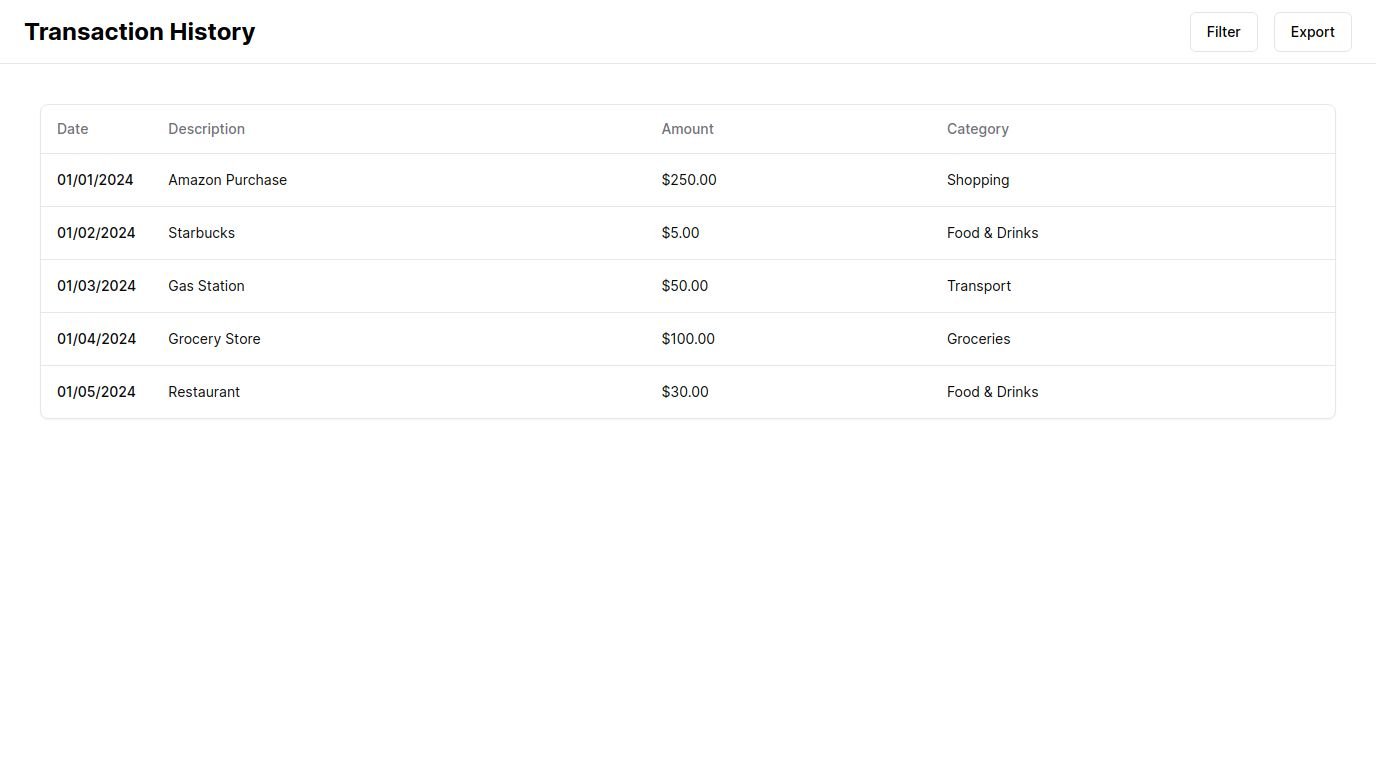 Transaction History Filter Export
Date Description Amount Category
01/01/2024 Amazon Purchase $250.00 Shopping
01/02/2024 Starbucks $5.00 Food & Drinks
01/03/2024 Gas Station $50.00 Transport
01/04/2024 Grocery Store $100.00 Groceries
01/05/2024 Restaurant $30.00 Food & Drinks